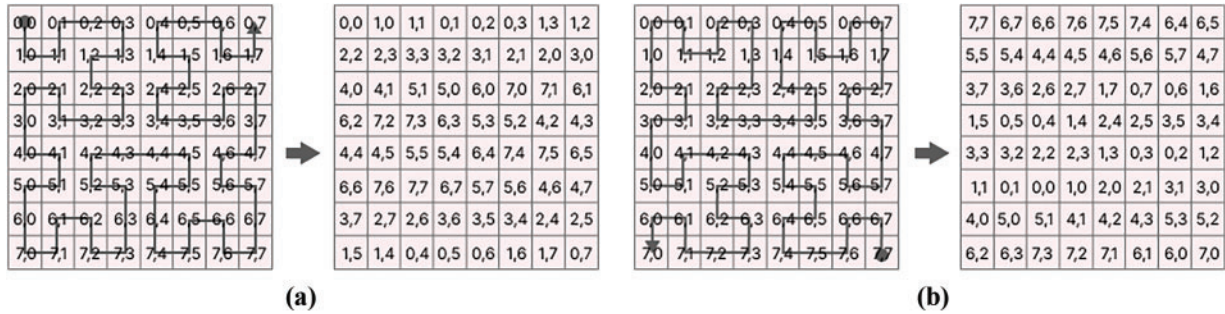 0,0 0,1 0,2 0,3 0,4 0,5 0,6 0,7
1,0 1,1 1,2 1,3 1,4 1,5 1,6 1,7
2,0 2,1 2,2 2,3 2,4 2,5 2,6 2,7
3,0 3,1 3,2 3,3 3,4 3,5 3,6 3,7
4,0 4,1 4,2 4,3 4,4 4,5 4,6 4,7
5,0 5,1 5,2 5,3 5,4 5,5 5,6 5,7
6,0 6,1 6,2 6,3 6,4 6,5 6,6 6,7
7,0 7,1 7,2 7,3 7,4 7,5 7,6 7,7
0,0 1,0 1,1 0,1 0,2 0,3 1,3 1,2
2,2 2,3 3,3 3,2 3,1 2,1 2,0 3,0
4,0 4,1 5,1 5,0 6,0 7,0 7,1 6,1
6,2 7,2 7,3 6,3 5,3 5,2 4,2 4,3
4,4 4,5 5,5 5,4 6,4 7,4 7,5 6,5
6,6 7,6 7,7 6,7 5,7 5,6 4,6 4,7
3,7 2,7 2,6 3,6 3,5 3,4 2,4 2,5
1,5 1,4 0,4 0,5 0,6 1,6 1,7 0,7
(a)
0,0 0,1 0,2 0,3 0,4 0,5 0,6 0,7
1,0 1,1 1,2 1,3 1,4 1,5 1,6 1,7
2,0 2,1 2,2 2,3 2,4 2,5 2,6 2,7
3,0 3,1 3,2 3,3 3,4 3,5 3,6 3,7
4,0 4,1 4,2 4,3 4,4 4,5 4,6 4,7
5,0 5,1 5,2 5,3 5,4 5,5 5,6 5,7
6,0 6,1 6,2 6,3 6,4 6,5 6,6 6,7
7,0 7,1 7,2 7,3 7,4 7,5 7,6 7,7
7,7 6,7 6,6 7,6 7,5 7,4 6,4 6,5
5,5 5,4 4,4 4,5 4,6 5,6 5,7 4,7
3,7 3,6 2,6 2,7 1,7 0,7 0,6 1,6
1,5 0,5 0,4 1,4 2,4 2,5 3,5 3,4
3,3 3,2 2,2 2,3 1,3 0,3 0,2 1,2
1,1 0,1 0,0 1,0 2,0 2,1 3,1 3,0
4,0 5,0 5,1 4,1 4,2 4,3 5,3 5,2
6,2 6,3 7,3 7,2 7,1 6,1 6,0 7,0
(b)